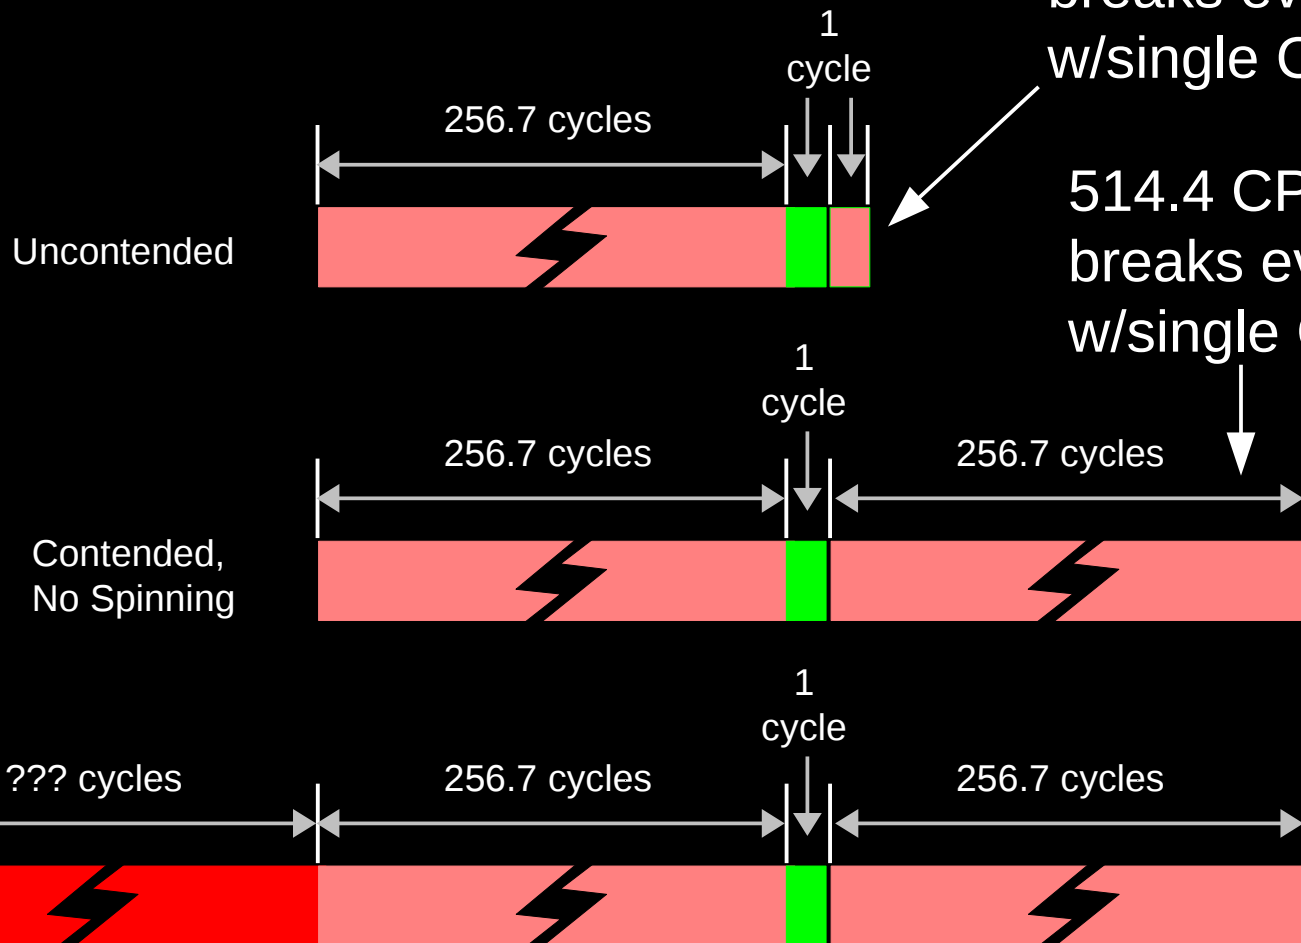 1
cycle
breaks
w/single
256.7 cycles
Uncontended
514.4
breaks
w/single
1
cycle
256.7 cycles
256.7 cycles
Contended,
No Spinning
1
cycle
??? cycles
256.7 cycles
256.7 cycles